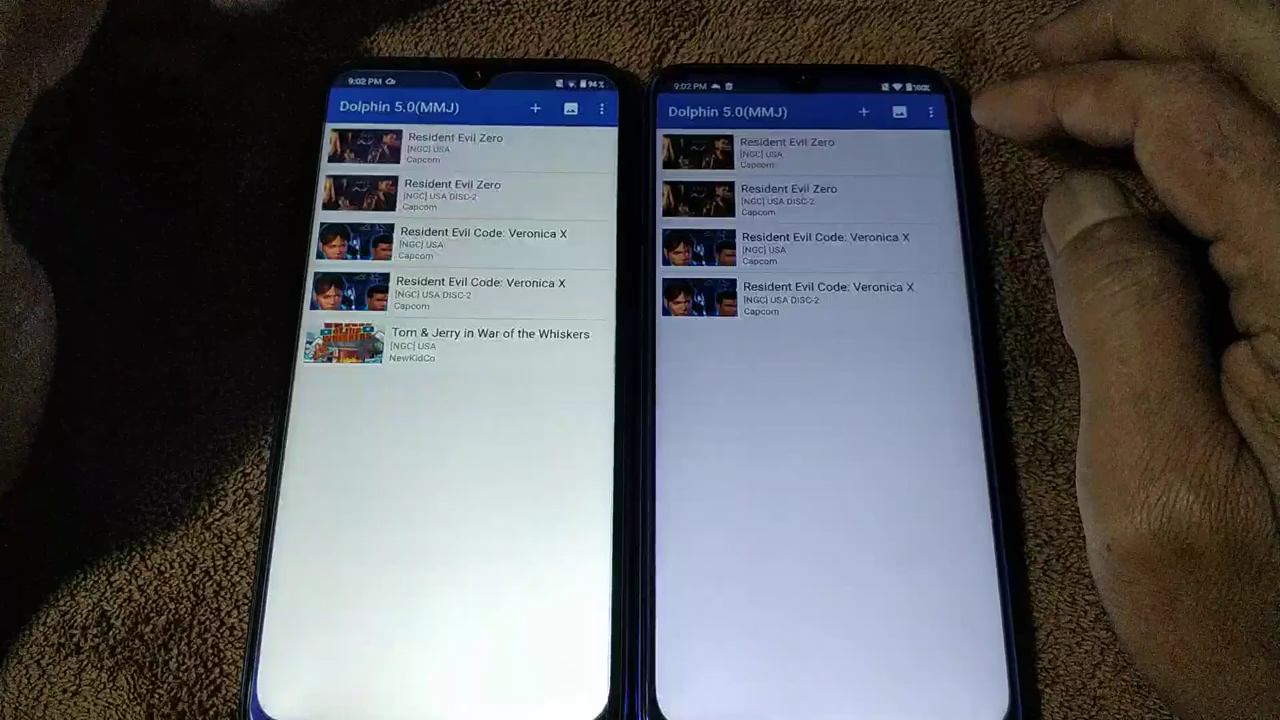 9:02 PM
94%
Dolphin 5.0(MMJ)
Resident Evil Zero
[NGC] USA
Capcom
Resident Evil Zero
[NGC] USA DISC-2
Capcom
Resident Evil Code: Veronica X
[NGC] USA
Capcom
Resident Evil Code: Veronica X
[NGC] USA DISC-2
Capcom
Tom & Jerry in War of the Whiskers
[NGC] USA
NewKidCo
9:02 PM
100%
Dolphin 5.0(MMJ)
Resident Evil Zero
[NGC] USA
Capcom
Resident Evil Zero
[NGC] USA DISC-2
Capcom
Resident Evil Code: Veronica X
[NGC] USA
Capcom
Resident Evil Code: Veronica X
[NGC] USA DISC-2
Capcom